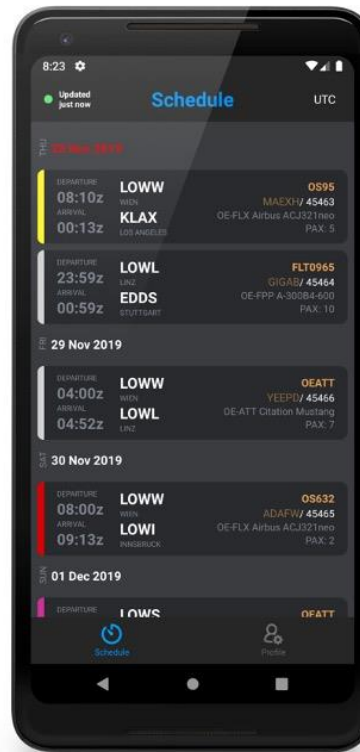 8:23
Updated
just now
Schedule
UTC
THU
DEPARTURE
08:10z
ARRIVAL
00:13z
LOWW
WIEN
KLAX
LOS ANGELES
OS95
MAEXH/ 45463
OE-FLX Airbus ACJ321neo
PAX: 5
DEPARTURE
23:59z
ARRIVAL
00:59z
LOWL
LINZ
EDDS
STUTTGART
FLT0965
GIGAB/ 45464
OE-FPP A-300B4-600
PAX: 10
FRI
29 Nov 2019
DEPARTURE
04:00z
ARRIVAL
04:52z
LOWW
WIEN
LOWL
LINZ
OEATT
YEEPD/ 45466
OE-ATT Citation Mustang
PAX: 7
SAT
30 Nov 2019
DEPARTURE
08:00z
ARRIVAL
09:13z
LOWW
WIEN
LOWI
INNSBRUCK
OS632
ADAFW/ 45465
OE-FLX Airbus ACJ321neo
PAX: 2
SUN
01 Dec 2019
DEPARTURE
LOWS
OEATT
Schedule
Profile